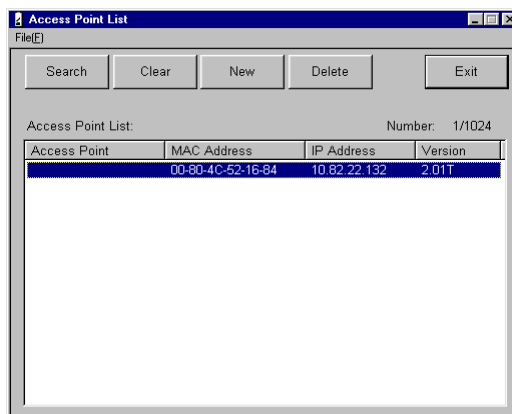 Access Point List
File(F)
Search Clear New Delete Exit
Access Point List: Number: 1/1024
Access Point MAC Address IP Address Version
00-80-4C-52-16-84 10.82.22.132 2.01T